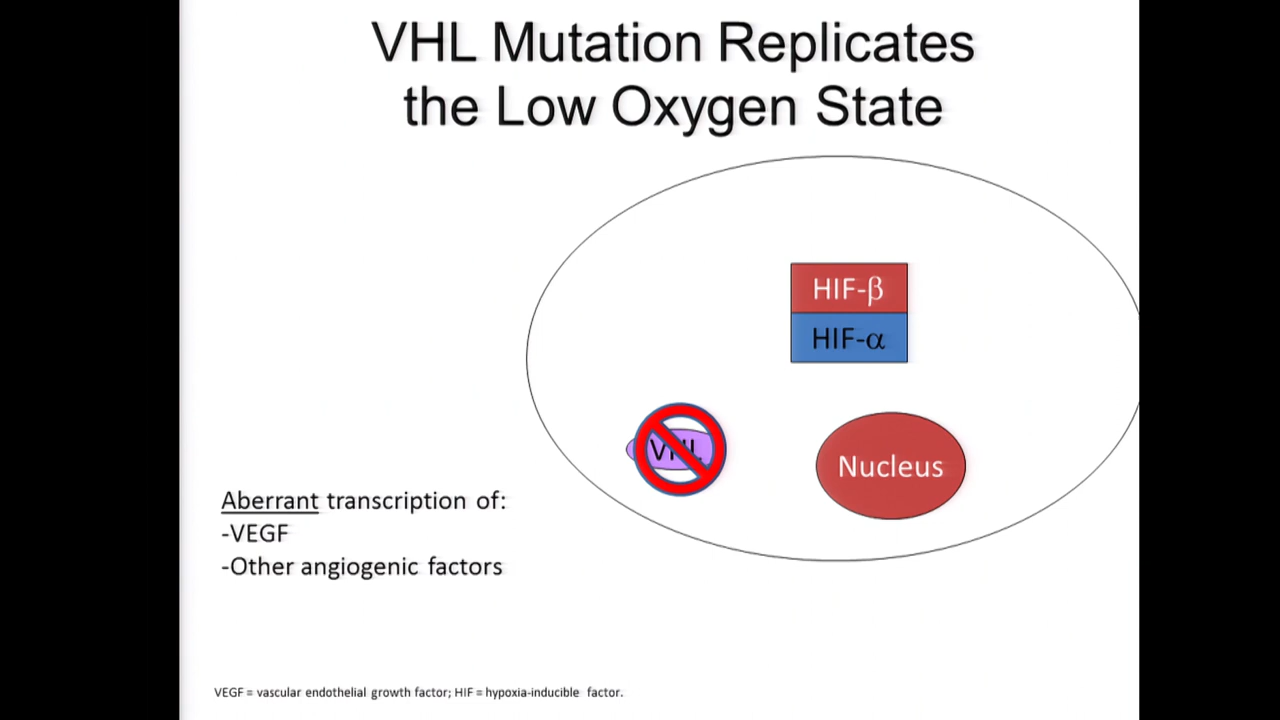 VHL Mutation Replicates
the Low Oxygen State
HIF-β
HIF-α
VHL
Nucleus
Aberrant transcription of:
-VEGF
-Other angiogenic factors
VEGF = vascular endothelial growth factor; HIF = hypoxia-inducible factor.